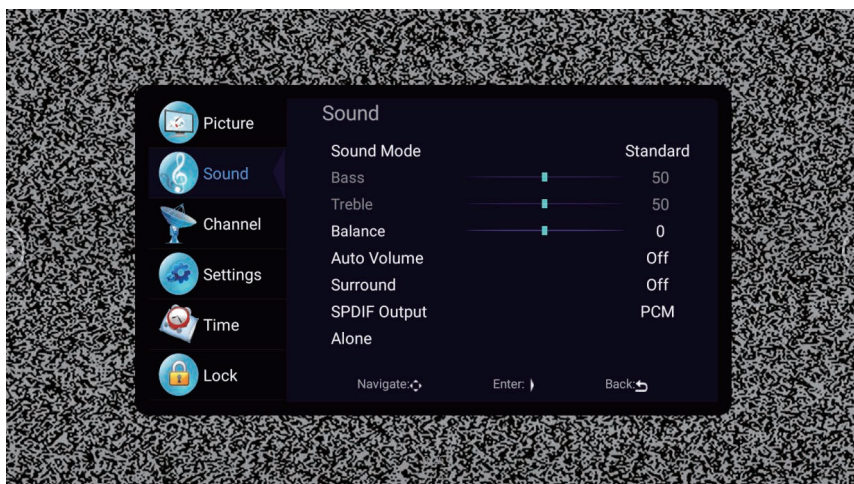 Picture
Sound
Channel
Settings
Time
Lock
Sound
Sound Mode Standard
Bass 50
Treble 50
Balance 0
Auto Volume Off
Surround Off
SPDIF Output PCM
Alone
Navigate: Enter: Back: